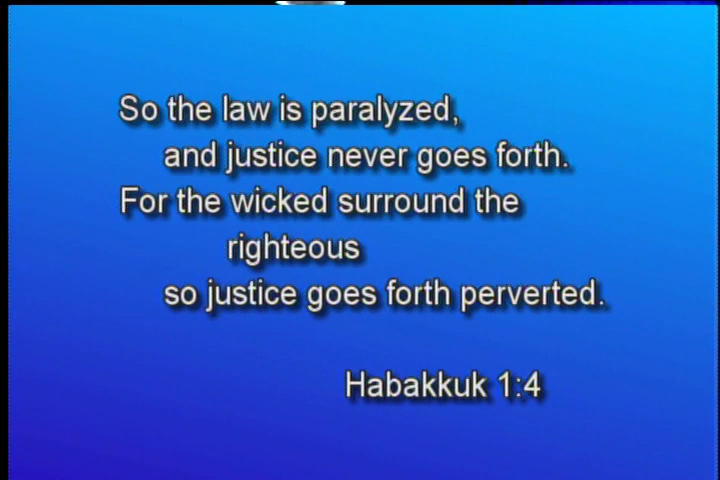 So the law is paralyzed,
and justice never goes forth.
For the wicked surround the
righteous
so justice goes forth perverted.
Habakkuk 1:4